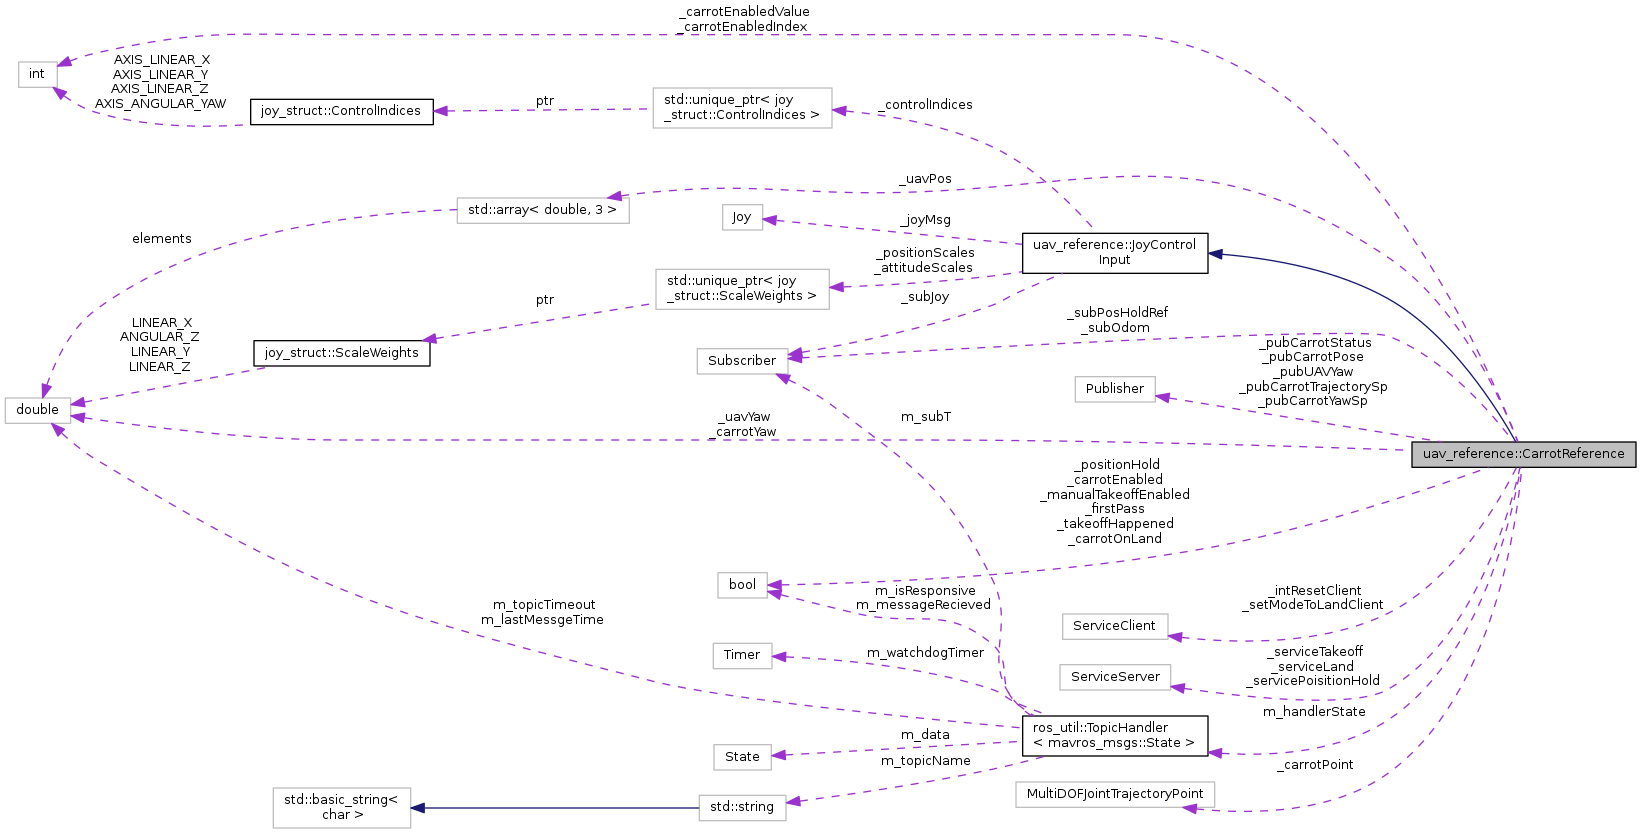 _carrotEnabledValue
_carrotEnabledIndex
int
AXIS_LINEAR_X
AXIS_LINEAR_Y
AXIS_LINEAR_Z
AXIS_ANGULAR_YAW
joy_struct::ControlIndices
ptr
std::unique_ptr< joy
_struct::ControlIndices >
_controlIndices
_uavPos
std::array< double, 3 >
elements
Joy
_joyMsg
uav_reference::JoyControl
Input
_positionScales
_attitudeScales
std::unique_ptr< joy
_struct::ScaleWeights >
ptr
_subJoy
LINEAR_X
ANGULAR_Z
LINEAR_Y
LINEAR_Z
joy_struct::ScaleWeights
Subscriber
_subPosHoldRef
_subOdom
_pubCarrotStatus
_pubCarrotPose
_pubUAVYaw
_pubCarrotTrajectorySp
_pubCarrotYawSp
Publisher
double
_uavYaw
_carrotYaw
m_subT
uav_reference::CarrotReference
_positionHold
_carrotEnabled
_manualTakeoffEnabled
_firstPass
_takeoffHappened
_carrotOnLand
bool
m_isResponsive
m_messageRecieved
_intResetClient
_setModeToLandClient
ServiceClient
m_topicTimeout
m_lastMessgeTime
Timer
m_watchdogTimer
_serviceTakeoff
_serviceLand
_servicePoisitionHold
ServiceServer
m_handlerState
ros_util::TopicHandler
< mavros_msgs::State >
m_data
State
m_topicName
_carrotPoint
MultiDOFJointTrajectoryPoint
std::string
std::basic_string<
char >